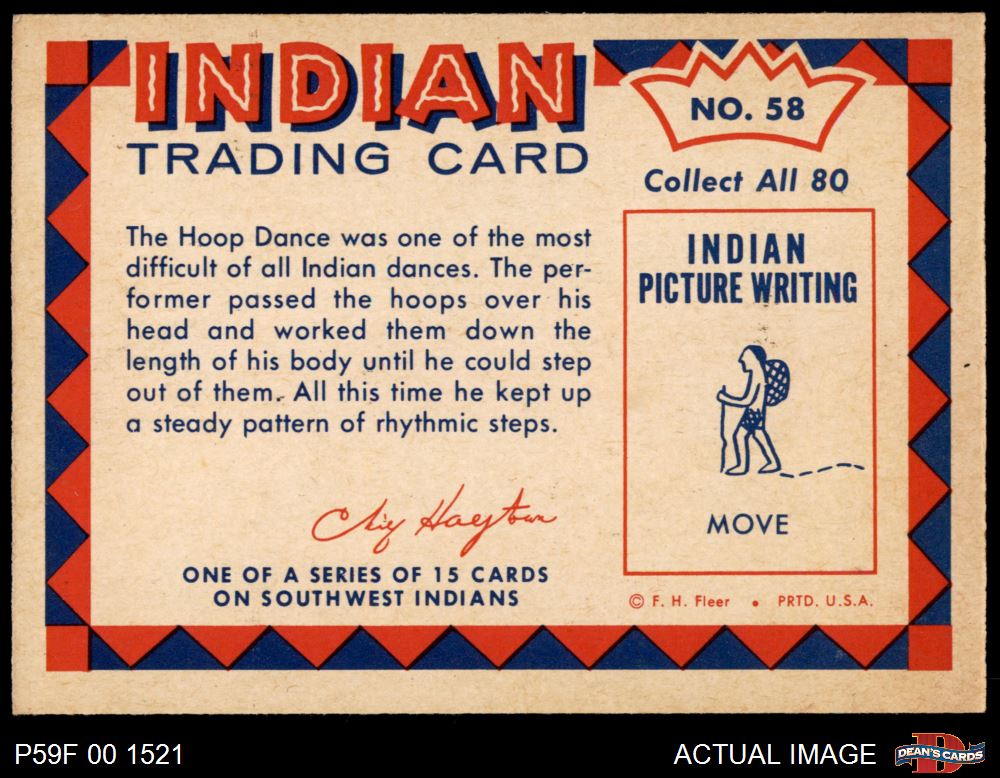 INDIAN
TRADING CARD
NO. 58
Collect All 80
The Hoop Dance was one of the most
difficult of all Indian dances. The per-
former passed the hoops over his
head and worked them down the
length of his body until he could step
out of them. All this time he kept up
a steady pattern of rhythmic steps.
Chief Hagtown
ONE OF A SERIES OF 15 CARDS
ON SOUTHWEST INDIANS
INDIAN
PICTURE WRITING
MOVE
© F. H. Fleer • PRTD. U.S.A.
P59F 00 1521
ACTUAL IMAGE
DEAN'S CARDS